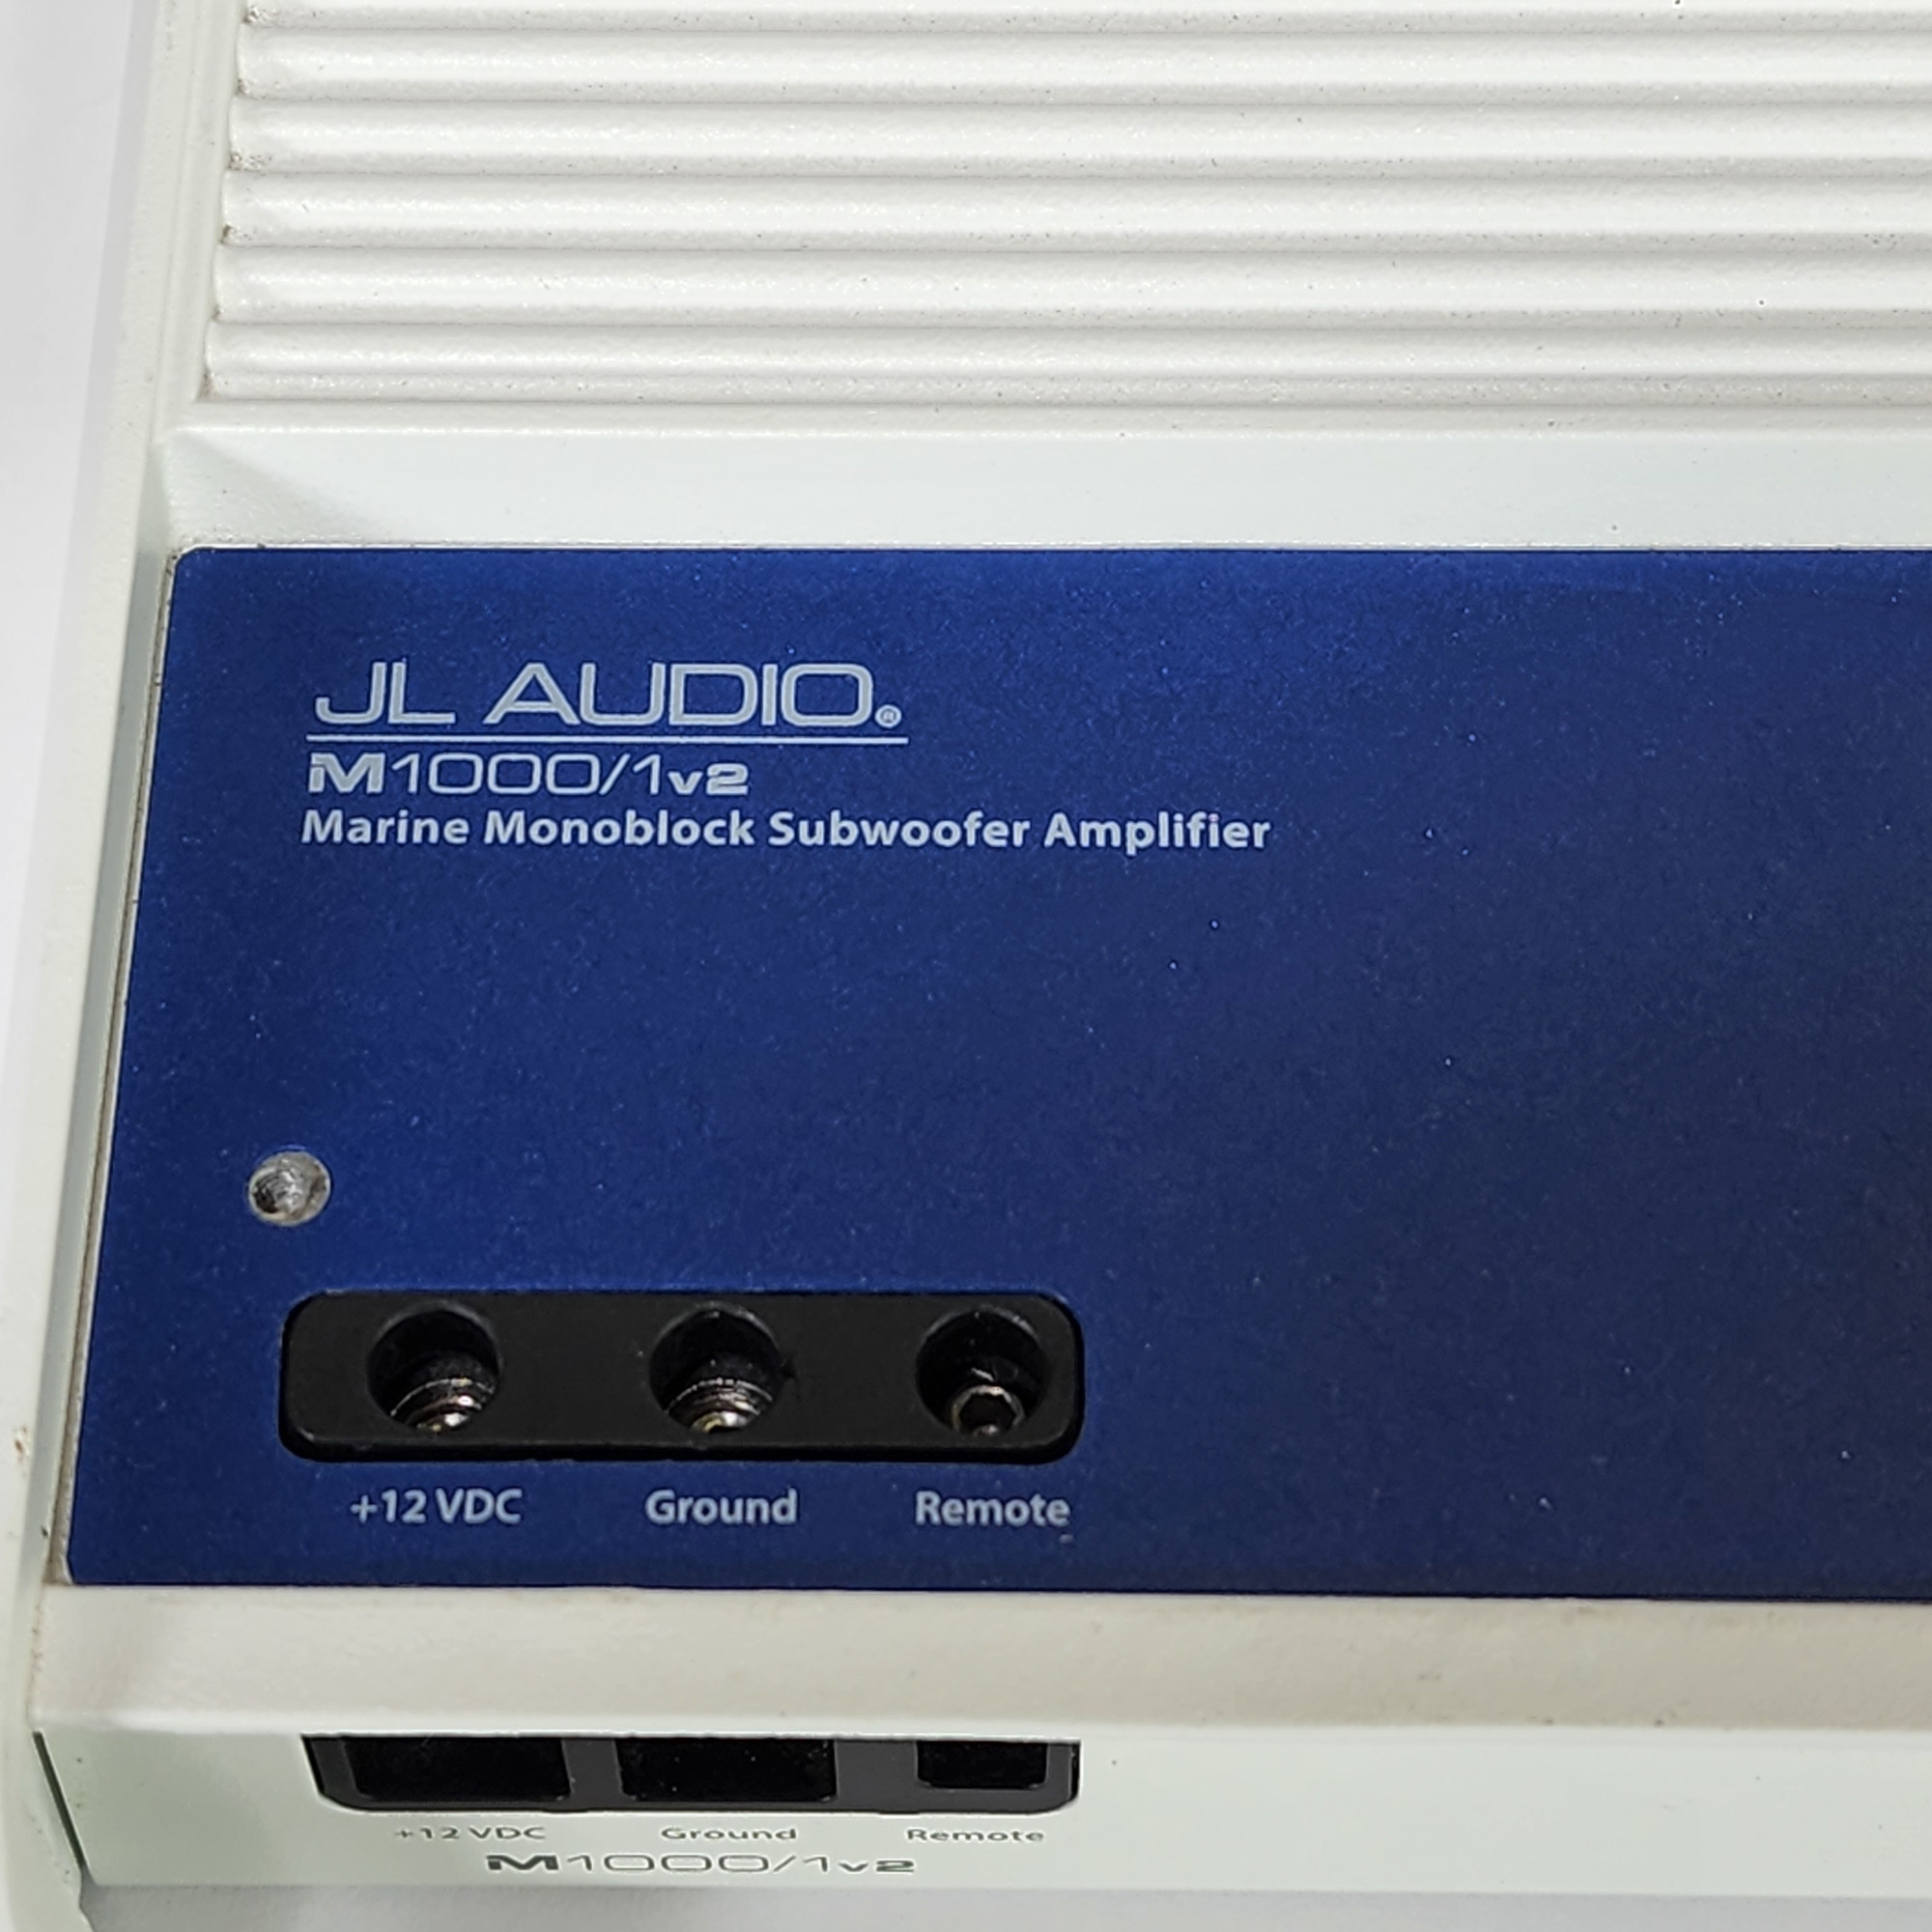 JL AUDIO®
M1000/1v2
Marine Monoblock Subwoofer Amplifier
+12 VDC Ground Remote
+12 VDC Ground Remote
M1000/1v2